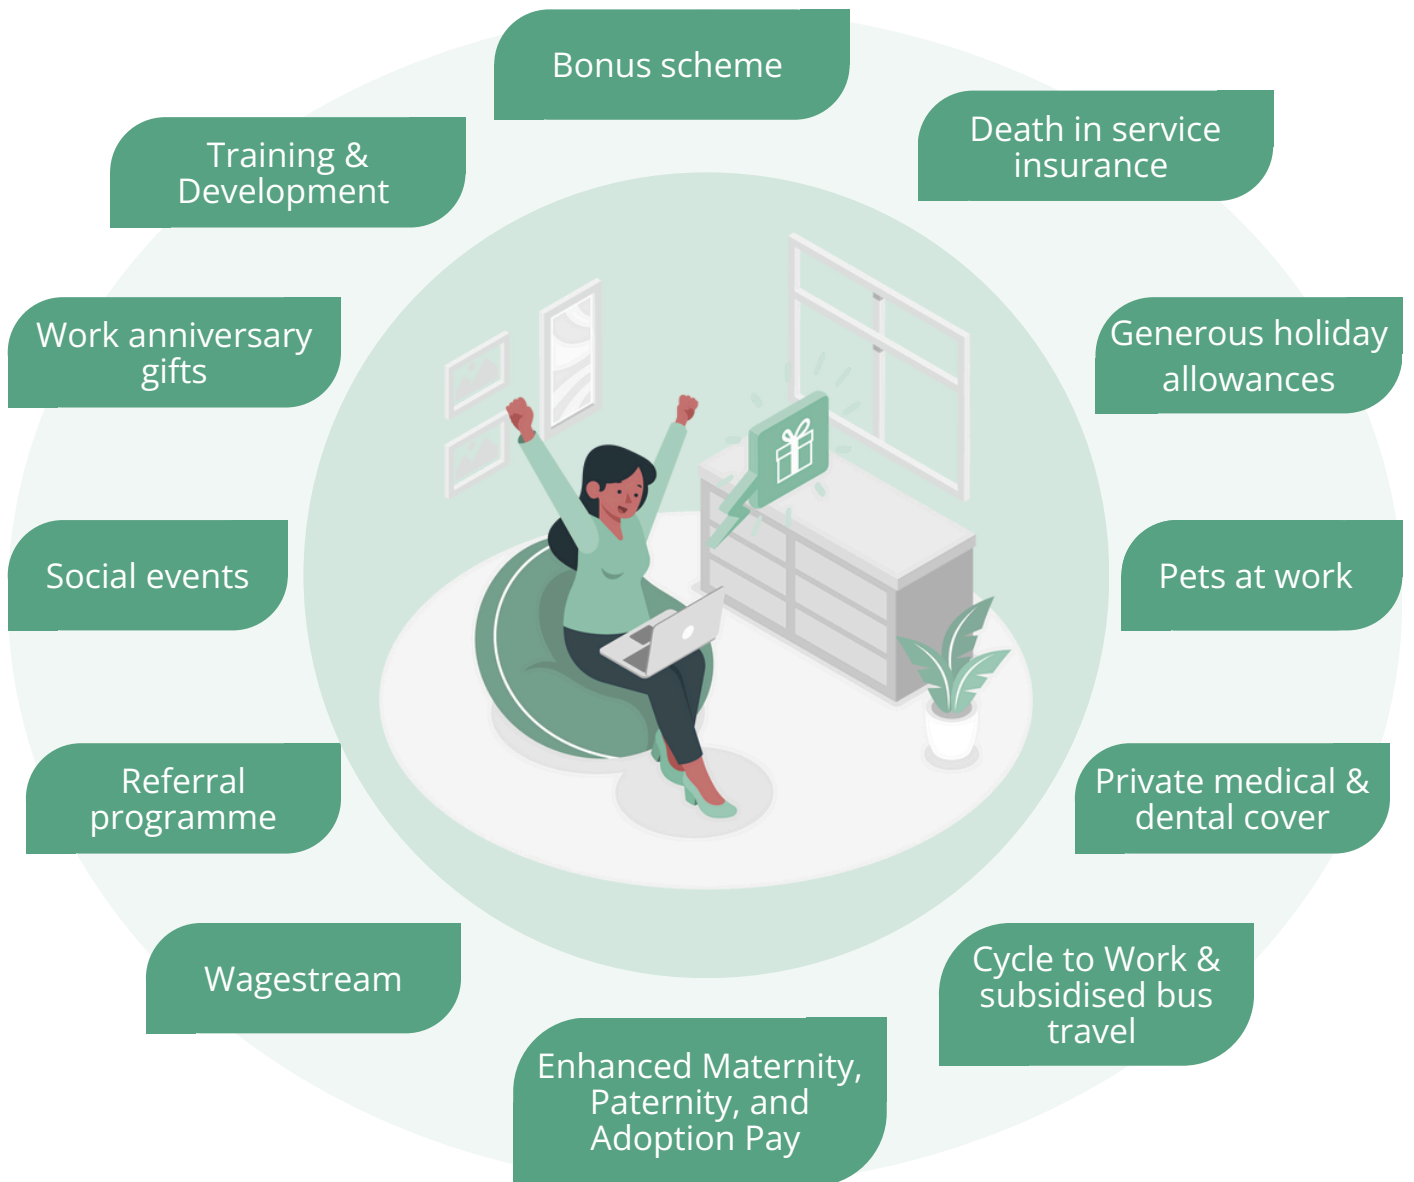 Bonus scheme
Death in service
insurance
Training &
Development
Generous holiday
allowances
Work anniversary
gifts
Social events
Pets at work
Referral
programme
Private medical &
dental cover
Wagestream
Cycle to Work &
subsidised bus
travel
Enhanced Maternity,
Paternity, and
Adoption Pay